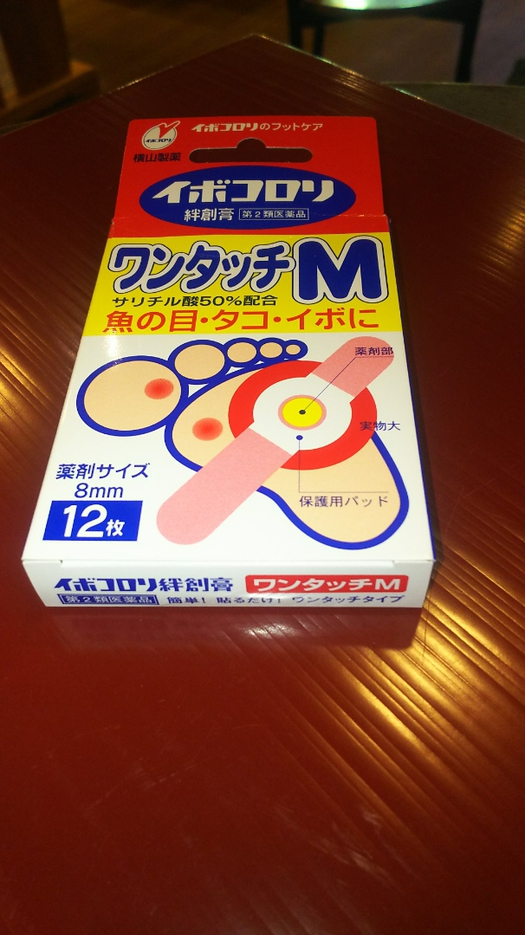 イボコロリ
イボコロリのフットケア
横山製薬
イボコロリ
絆創膏 第2類医薬品
ワンタッチM
サリチル酸50%配合
魚の目・タコ・イボに
薬剤部
実物大
薬剤サイズ
8mm
12枚
保護用パッド
イボコロリ絆創膏 ワンタッチM
第2類医薬品 簡単! 貼るだけ! ワンタッチタイプ